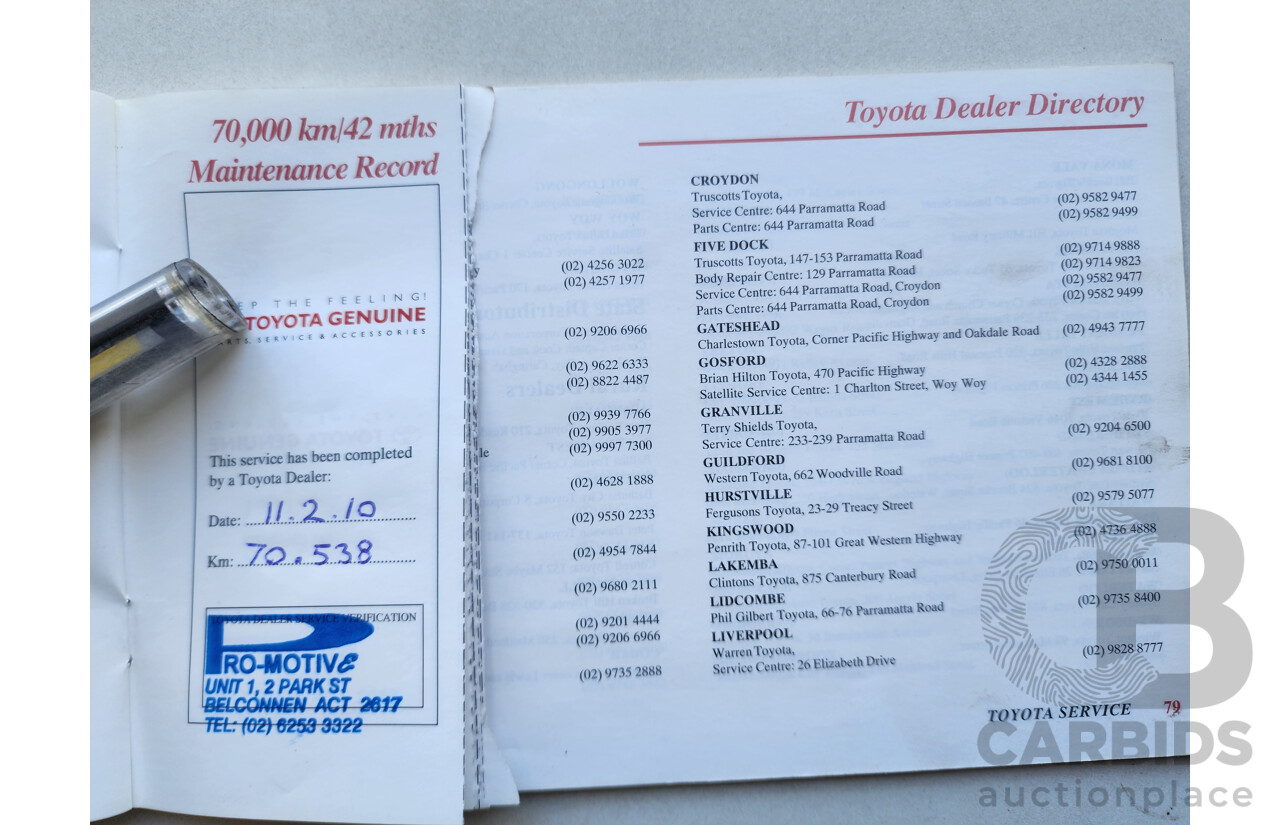 70,000 km/42 mths
Maintenance Record
EP THE FEELING!
TOYOTA GENUINE
RTS, SERVICE & ACCESSORIES
This service has been completed
by a Toyota Dealer:
Date: 11.2.10
Km: 70.538
TOYOTA DEALER SERVICE VERIFICATION
PRO-MOTIVE
UNIT 1, 2 PARK ST
BELCONNEN ACT 2617
TEL: (02) 6253 3322
y
(02) 4256 3022
(02) 4257 1977
(02) 9206 6966
(02) 9622 6333
(02) 8822 4487
(02) 9939 7766
(02) 9905 3977
le (02) 9997 7300
(02) 4628 1888
(02) 9550 2233
(02) 4954 7844
(02) 9680 2111
(02) 9201 4444
(02) 9206 6966
(02) 9735 2888
Toyota Dealer Directory
CROYDON
Truscotts Toyota,
Service Centre: 644 Parramatta Road (02) 9582 9477
Parts Centre: 644 Parramatta Road (02) 9582 9499
FIVE DOCK
Truscotts Toyota, 147-153 Parramatta Road (02) 9714 9888
Body Repair Centre: 129 Parramatta Road (02) 9714 9823
Service Centre: 644 Parramatta Road, Croydon (02) 9582 9477
Parts Centre: 644 Parramatta Road, Croydon (02) 9582 9499
GATESHEAD
Charlestown Toyota, Corner Pacific Highway and Oakdale Road (02) 4943 7777
GOSFORD
Brian Hilton Toyota, 470 Pacific Highway (02) 4328 2888
Satellite Service Centre: 1 Charlton Street, Woy Woy (02) 4344 1455
GRANVILLE
Terry Shields Toyota,
Service Centre: 233-239 Parramatta Road (02) 9204 6500
GUILDFORD
Western Toyota, 662 Woodville Road (02) 9681 8100
HURSTVILLE
Fergusons Toyota, 23-29 Treacy Street (02) 9579 5077
KINGSWOOD
Penrith Toyota, 87-101 Great Western Highway (02) 4736 4888
LAKEMBA
Clintons Toyota, 875 Canterbury Road (02) 9750 0011
LIDCOMBE
Phil Gilbert Toyota, 66-76 Parramatta Road (02) 9735 8400
LIVERPOOL
Warren Toyota,
Service Centre: 26 Elizabeth Drive (02) 9828 8777
TOYOTA SERVICE 79
CB
CARBIDS
auctionplace